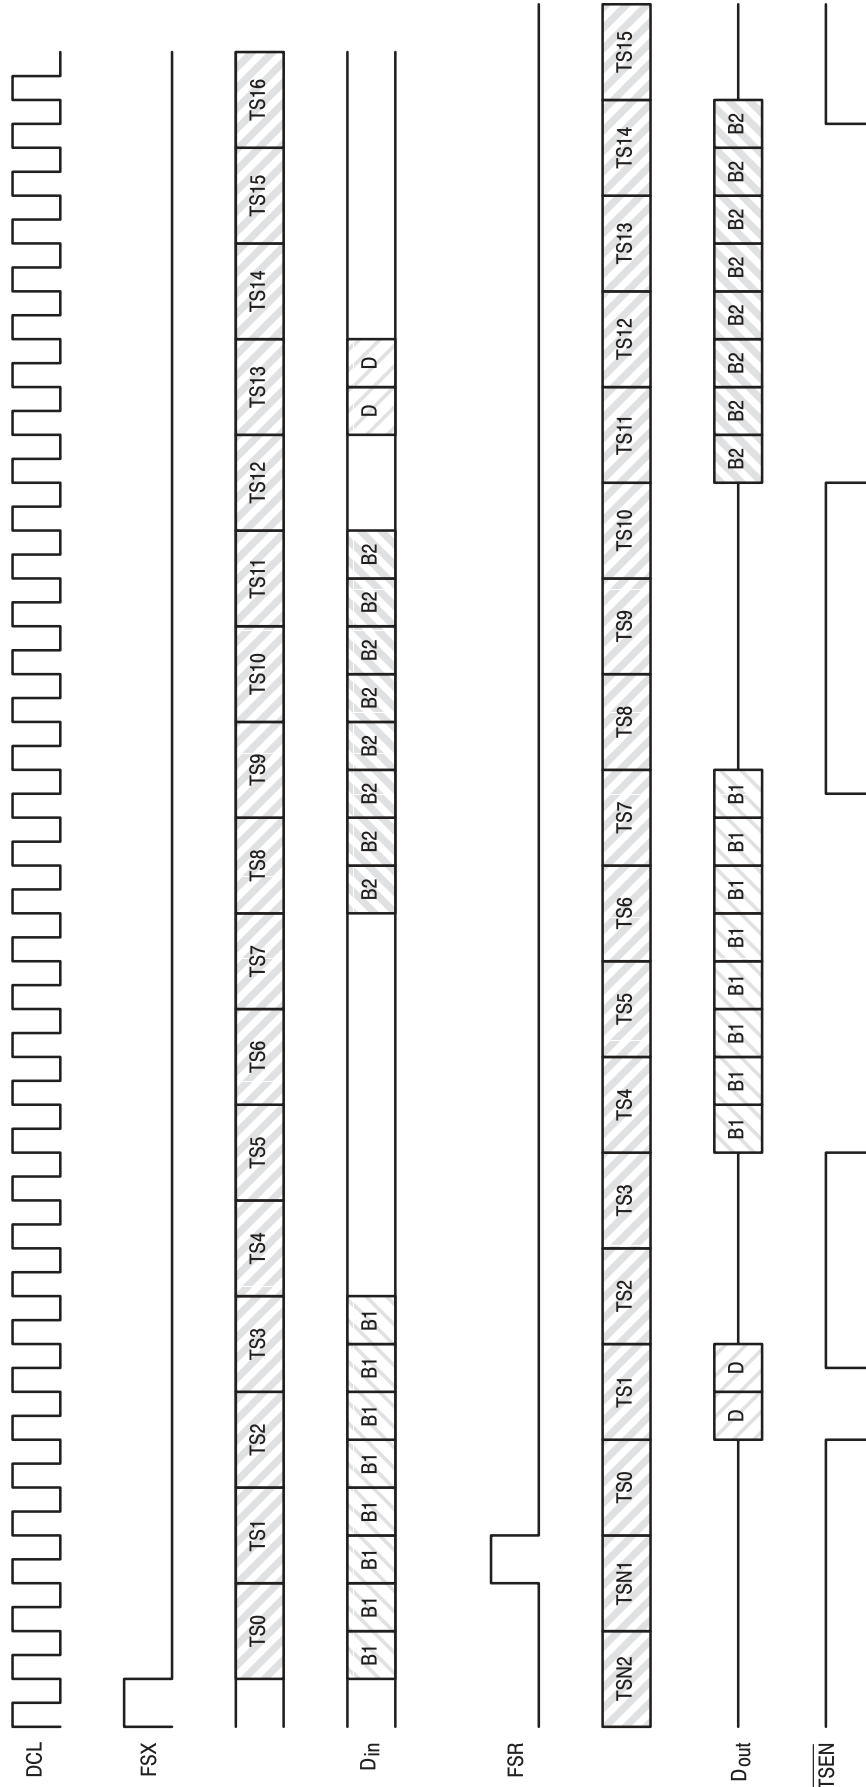 DCL
FSX
TS0 TS1 TS2 TS3 TS4 TS5 TS6 TS7 TS8 TS9 TS10 TS11 TS12 TS13 TS14 TS15 TS16
Din B1 B1 B1 B1 B1 B1 B1 B1 B2 B2 B2 B2 B2 B2 B2 B2 D D
FSR
TSN2 TSN1 TS0 TS1 TS2 TS3 TS4 TS5 TS6 TS7 TS8 TS9 TS10 TS11 TS12 TS13 TS14 TS15
Dout D D B1 B1 B1 B1 B1 B1 B1 B1 B2 B2 B2 B2 B2 B2 B2 B2
TSEN